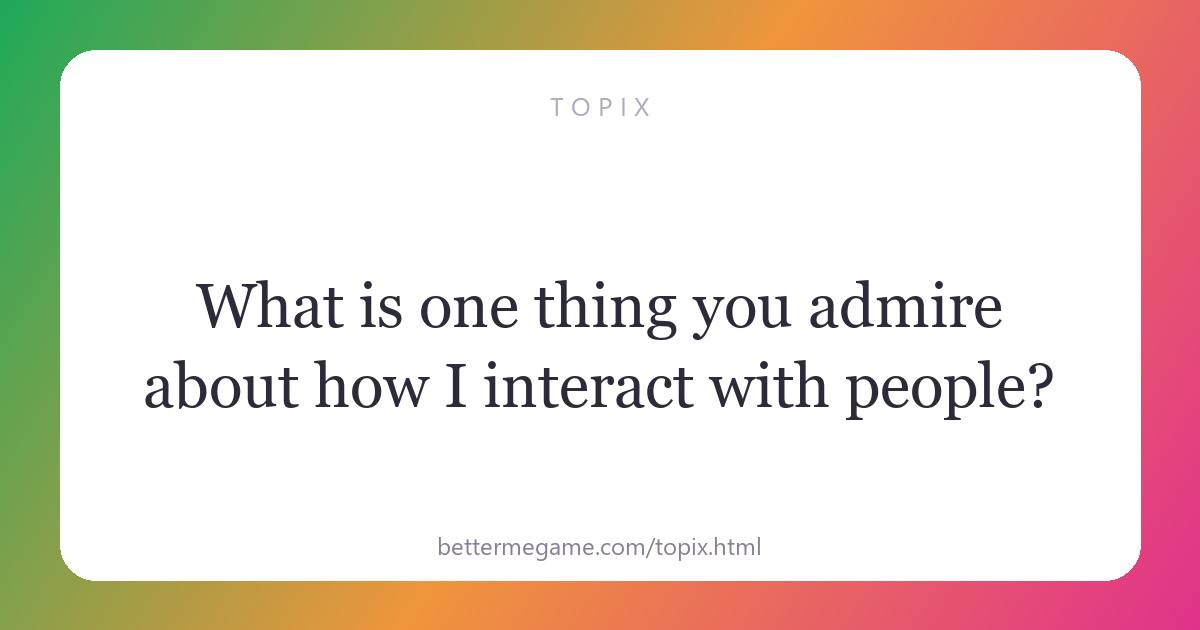 TOPIX
What is one thing you admire
about how I interact with people?
bettermegame.com/topix.html